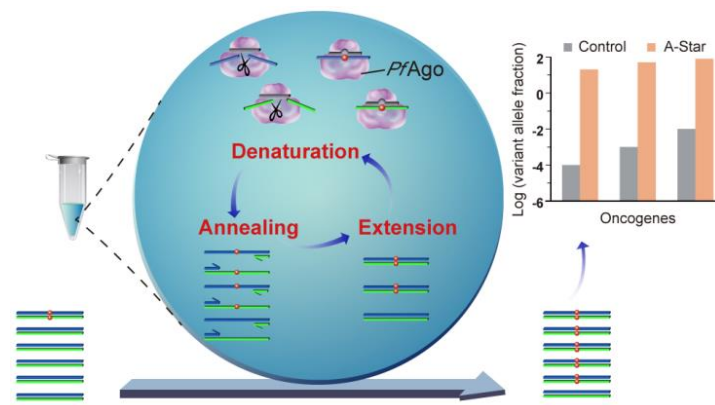 PfAgo
Denaturation
Annealing
Extension
Control
A-Star
Log (variant allele fraction)
2
0
-2
-4
-6
Oncogenes